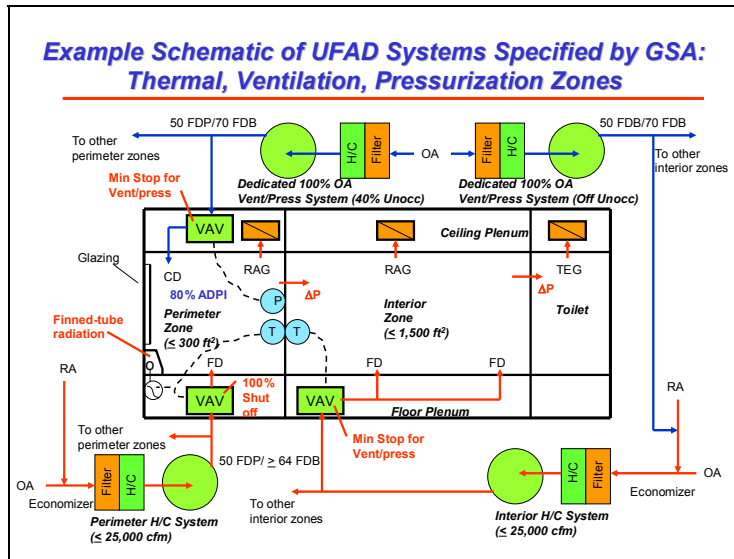 Example Schematic of UFAD Systems Specified by GSA:
Thermal, Ventilation, Pressurization Zones
50 FDP/70 FDB
50 FDB/70 FDB
To other
perimeter zones
H/C
Filter
OA
Filter
H/C
To other
interior zones
Dedicated 100% OA
Vent/Press System (40% Unocc)
Dedicated 100% OA
Vent/Press System (Off Unocc)
Min Stop for
Vent/press
VAV
Ceiling Plenum
Glazing
CD
RAG
RAG
TEG
80% ADPI
P
ΔP
ΔP
Perimeter
Zone
(≤ 300 ft²)
Interior
Zone
(≤ 1,500 ft²)
Toilet
Finned-tube
radiation
T
T
RA
FD
FD
FD
RA
100%
Shut
off
VAV
VAV
Floor Plenum
Min Stop for
Vent/press
To other
perimeter zones
50 FDP/ ≥ 64 FDB
OA
Economizer
Filter
H/C
Perimeter H/C System
(≤ 25,000 cfm)
To other
interior zones
H/C
Filter
OA
Economizer
Interior H/C System
(≤ 25,000 cfm)